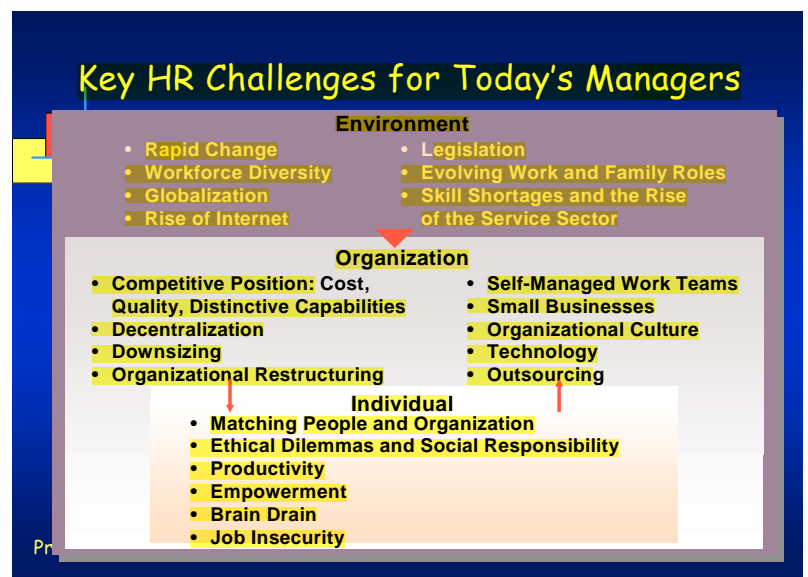 Key HR Challenges for Today's Managers
Environment
• Rapid Change
• Workforce Diversity
• Globalization
• Rise of Internet
• Legislation
• Evolving Work and Family Roles
• Skill Shortages and the Rise
of the Service Sector
Organization
• Competitive Position: Cost,
Quality, Distinctive Capabilities
• Decentralization
• Downsizing
• Organizational Restructuring
• Self-Managed Work Teams
• Small Businesses
• Organizational Culture
• Technology
• Outsourcing
Individual
• Matching People and Organization
• Ethical Dilemmas and Social Responsibility
• Productivity
• Empowerment
• Brain Drain
• Job Insecurity